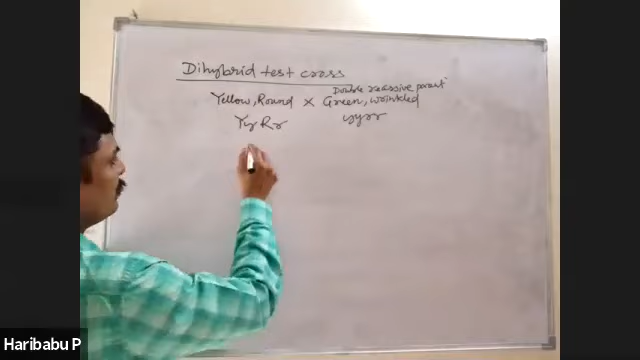 Dihybrid test cross
Double recessive parent
Yellow, Round × Green, wrinkled
YyRr yyrr
Haribabu P